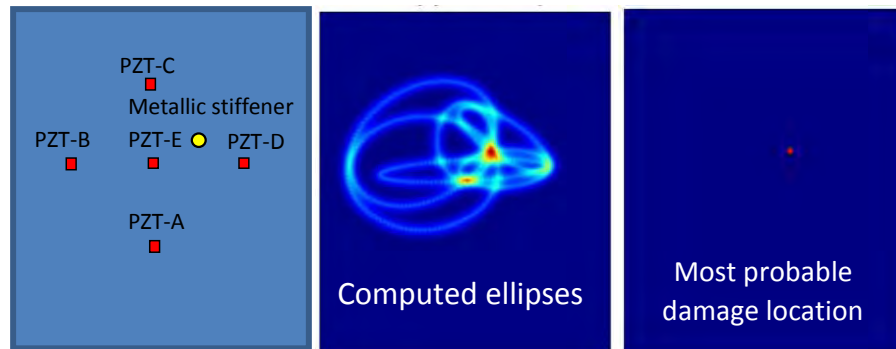 PZT-C
Metallic stiffener
PZT-B
PZT-E
PZT-D
PZT-A
Computed ellipses
Most probable
damage location